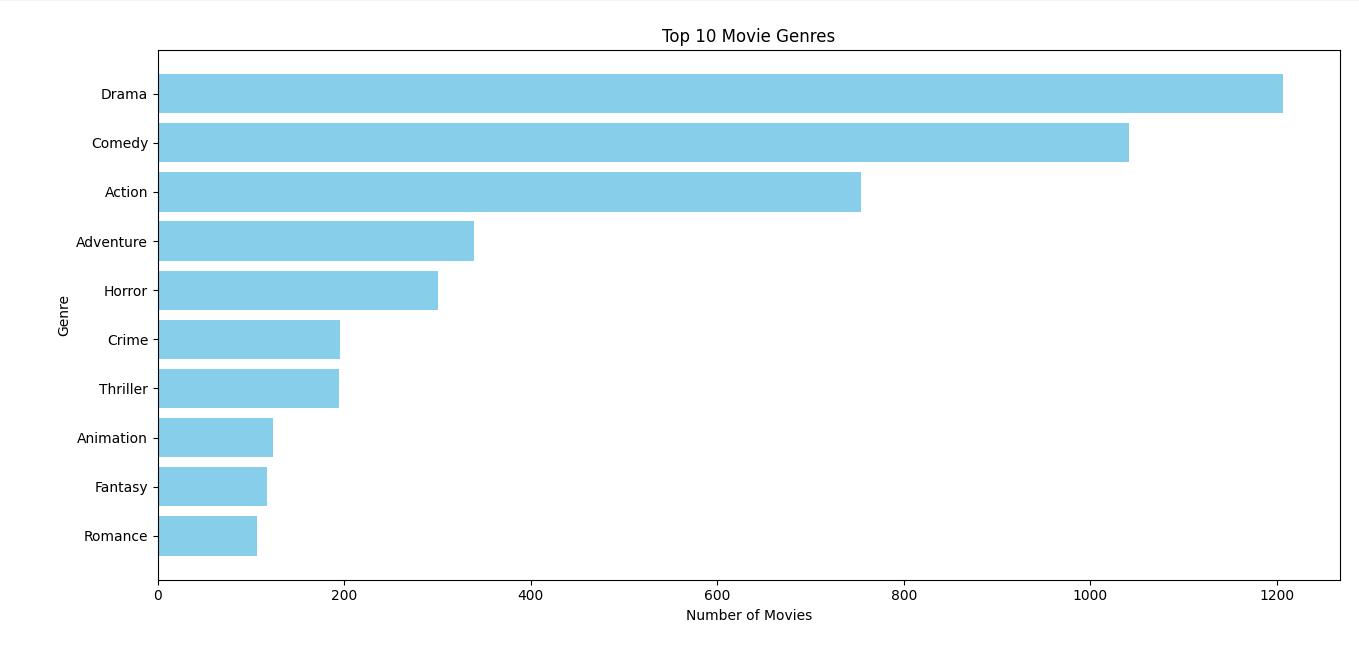 Top 10 Movie Genres
Drama
Comedy
Action
Adventure
Horror
Crime
Thriller
Animation
Fantasy
Romance
Genre
0 200 400 600 800 1000 1200
Number of Movies